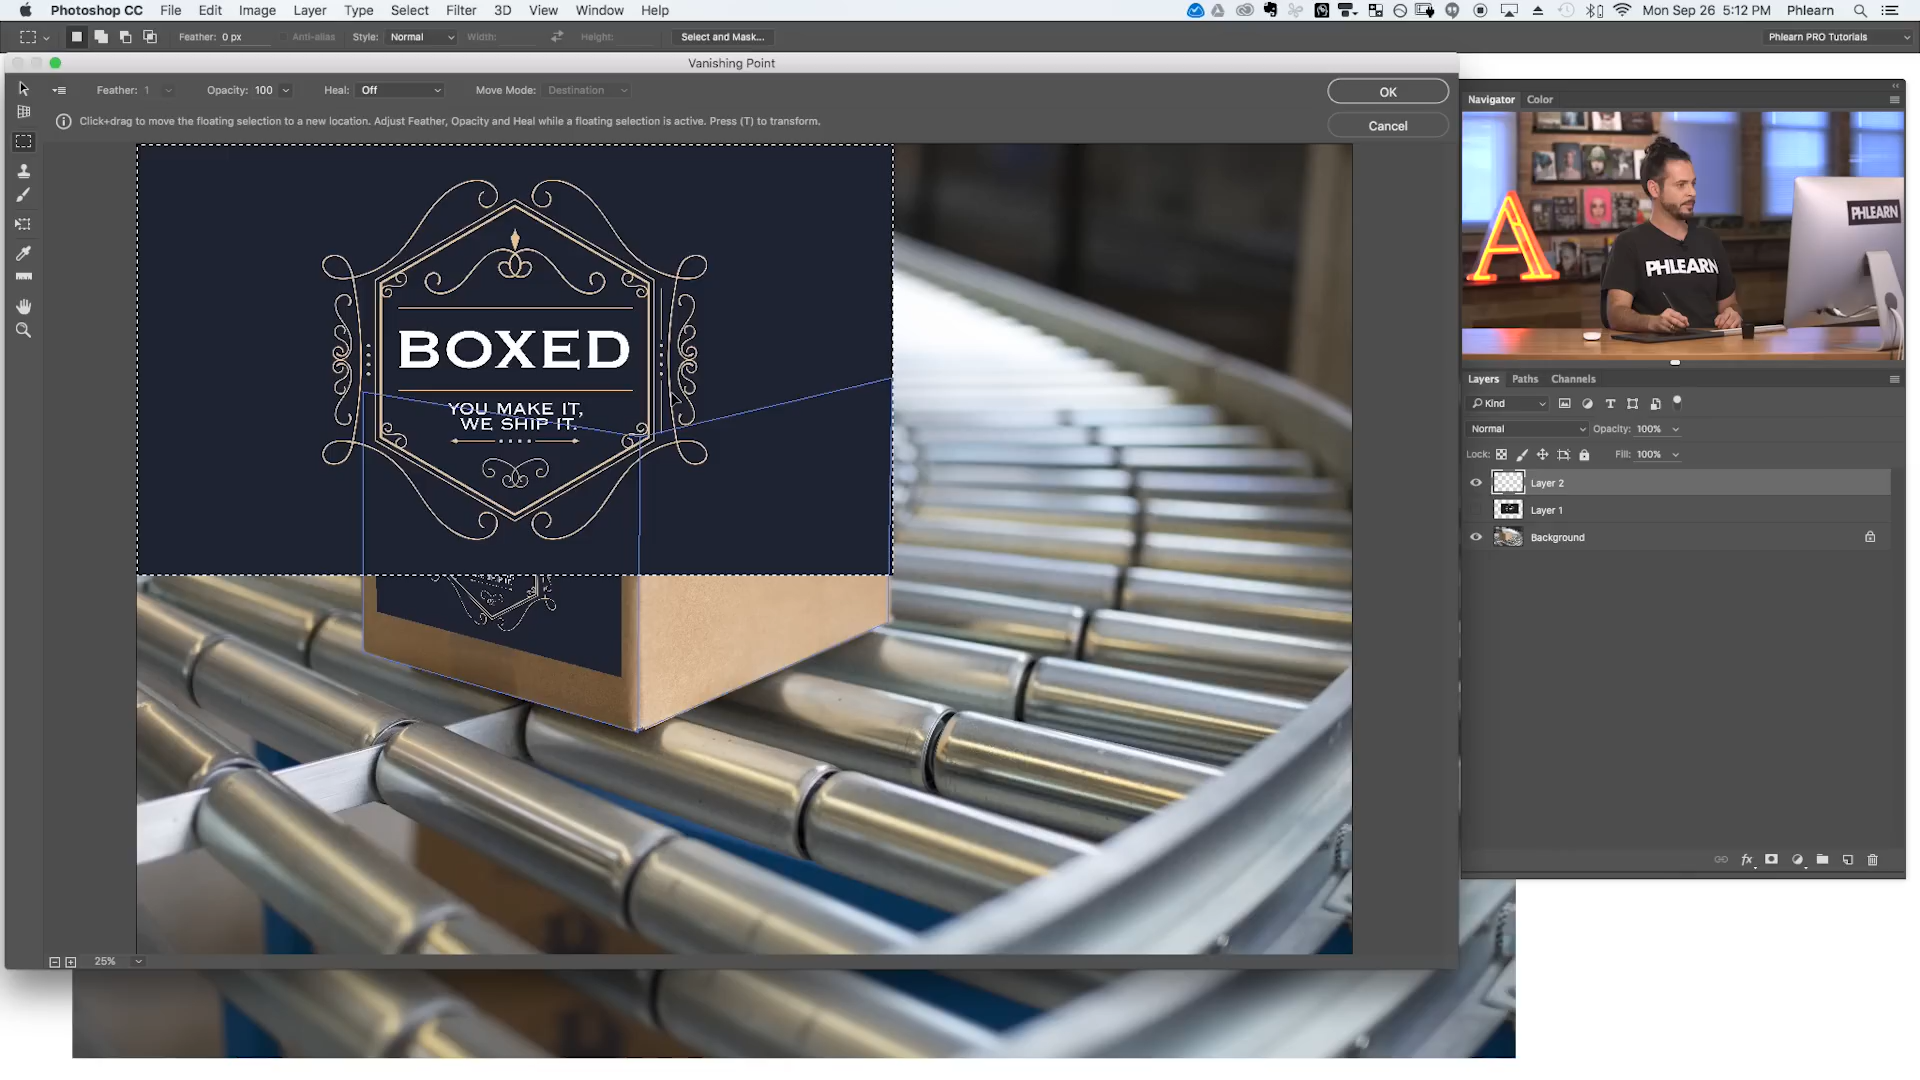 Photoshop CC File Edit Image Layer Type Select Filter 3D View Window Help Mon Sep 26 5:12 PM Phlearn
Feather: 0 px Anti-alias Style: Normal Width: Height: Select and Mask... Phlearn PRO Tutorials
Vanishing Point
Feather: 1 Opacity: 100 Heal: Off Move Mode: Destination OK
Click+drag to move the floating selection to a new location. Adjust Feather, Opacity and Heal while a floating selection is active. Press (T) to transform.
Cancel
Navigator Color
PHLEARN
PHLEARN
A
BOXED
YOU MAKE IT,
WE SHIP IT.
Layers Paths Channels
Kind
Normal Opacity: 100%
Lock: Fill: 100%
Layer 2
Layer 1
Background
fx
25%